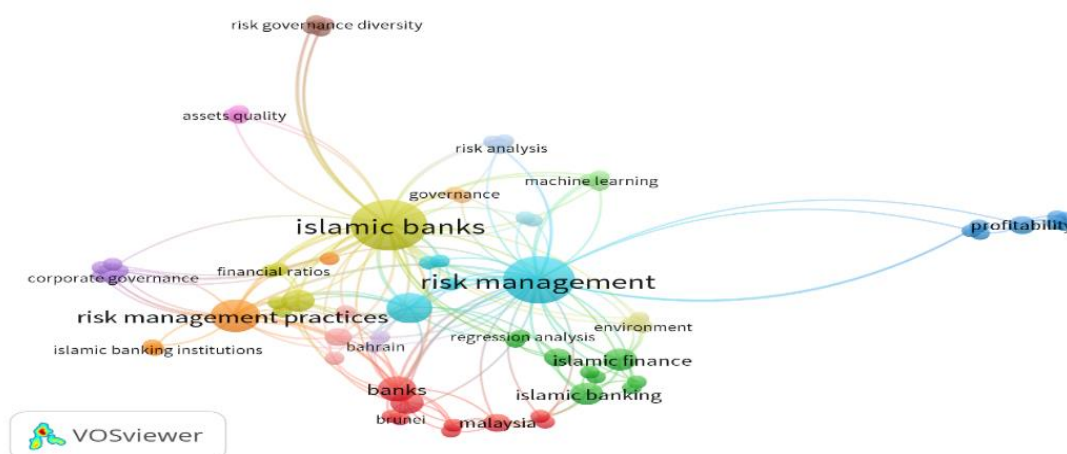 risk governance diversity
assets quality
risk analysis
machine learning
governance
islamic banks
profitability
corporate governance
financial ratios
risk management
risk management practices
environment
regression analysis
islamic banking institutions
bahrain
islamic finance
banks
islamic banking
brunei
malaysia
VOSviewer